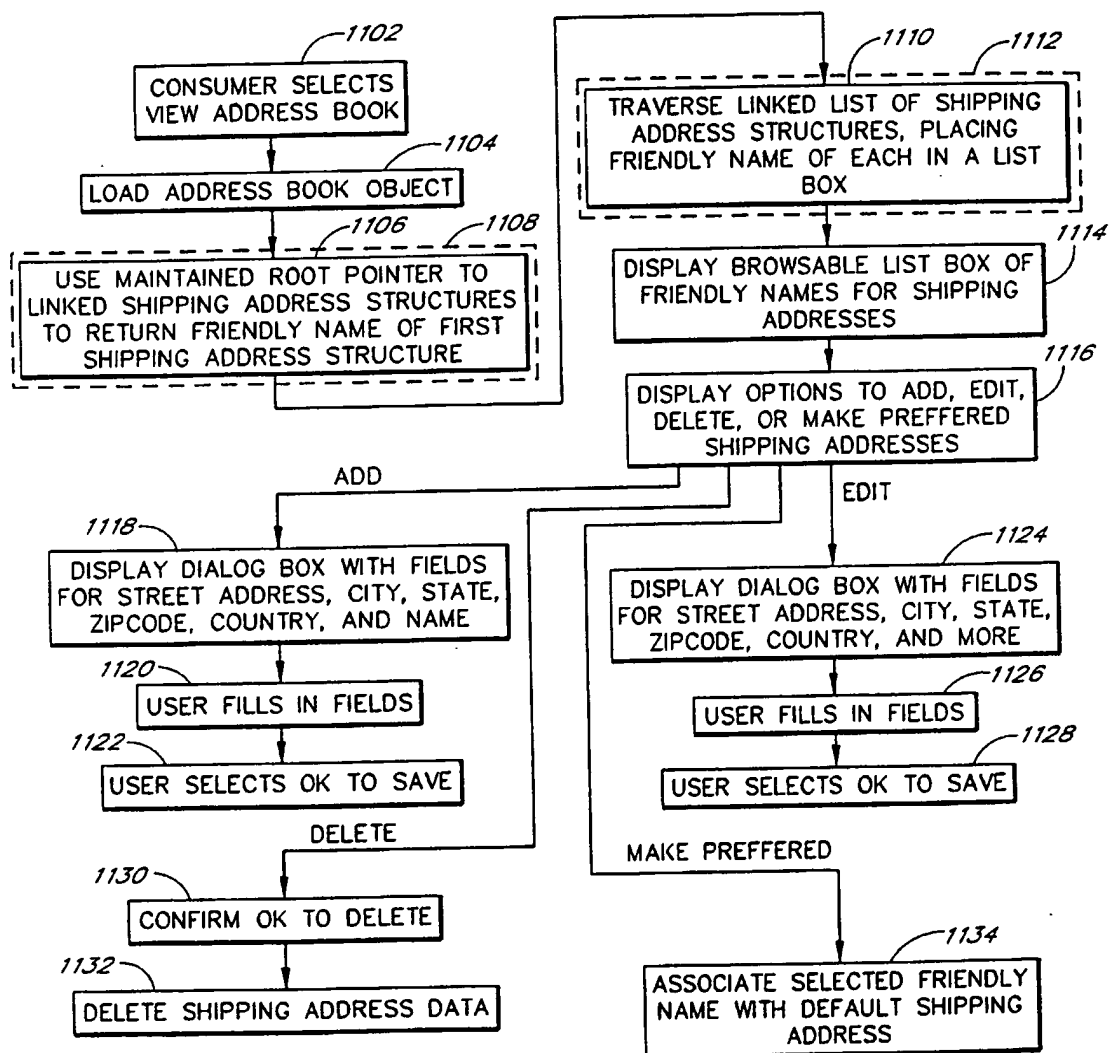 1102
CONSUMER SELECTS
VIEW ADDRESS BOOK
1104
LOAD ADDRESS BOOK OBJECT
1106
1108
USE MAINTAINED ROOT POINTER TO
LINKED SHIPPING ADDRESS STRUCTURES
TO RETURN FRIENDLY NAME OF FIRST
SHIPPING ADDRESS STRUCTURE
1110
1112
TRAVERSE LINKED LIST OF SHIPPING
ADDRESS STRUCTURES, PLACING
FRIENDLY NAME OF EACH IN A LIST
BOX
1114
DISPLAY BROWSABLE LIST BOX OF
FRIENDLY NAMES FOR SHIPPING
ADDRESSES
1116
DISPLAY OPTIONS TO ADD, EDIT,
DELETE, OR MAKE PREFFERED
SHIPPING ADDRESSES
ADD
EDIT
1118
DISPLAY DIALOG BOX WITH FIELDS
FOR STREET ADDRESS, CITY, STATE,
ZIPCODE, COUNTRY, AND NAME
1120
USER FILLS IN FIELDS
1122
USER SELECTS OK TO SAVE
1124
DISPLAY DIALOG BOX WITH FIELDS
FOR STREET ADDRESS, CITY, STATE,
ZIPCODE, COUNTRY, AND MORE
1126
USER FILLS IN FIELDS
1128
USER SELECTS OK TO SAVE
DELETE
1130
CONFIRM OK TO DELETE
1132
DELETE SHIPPING ADDRESS DATA
MAKE PREFFERED
1134
ASSOCIATE SELECTED FRIENDLY
NAME WITH DEFAULT SHIPPING
ADDRESS